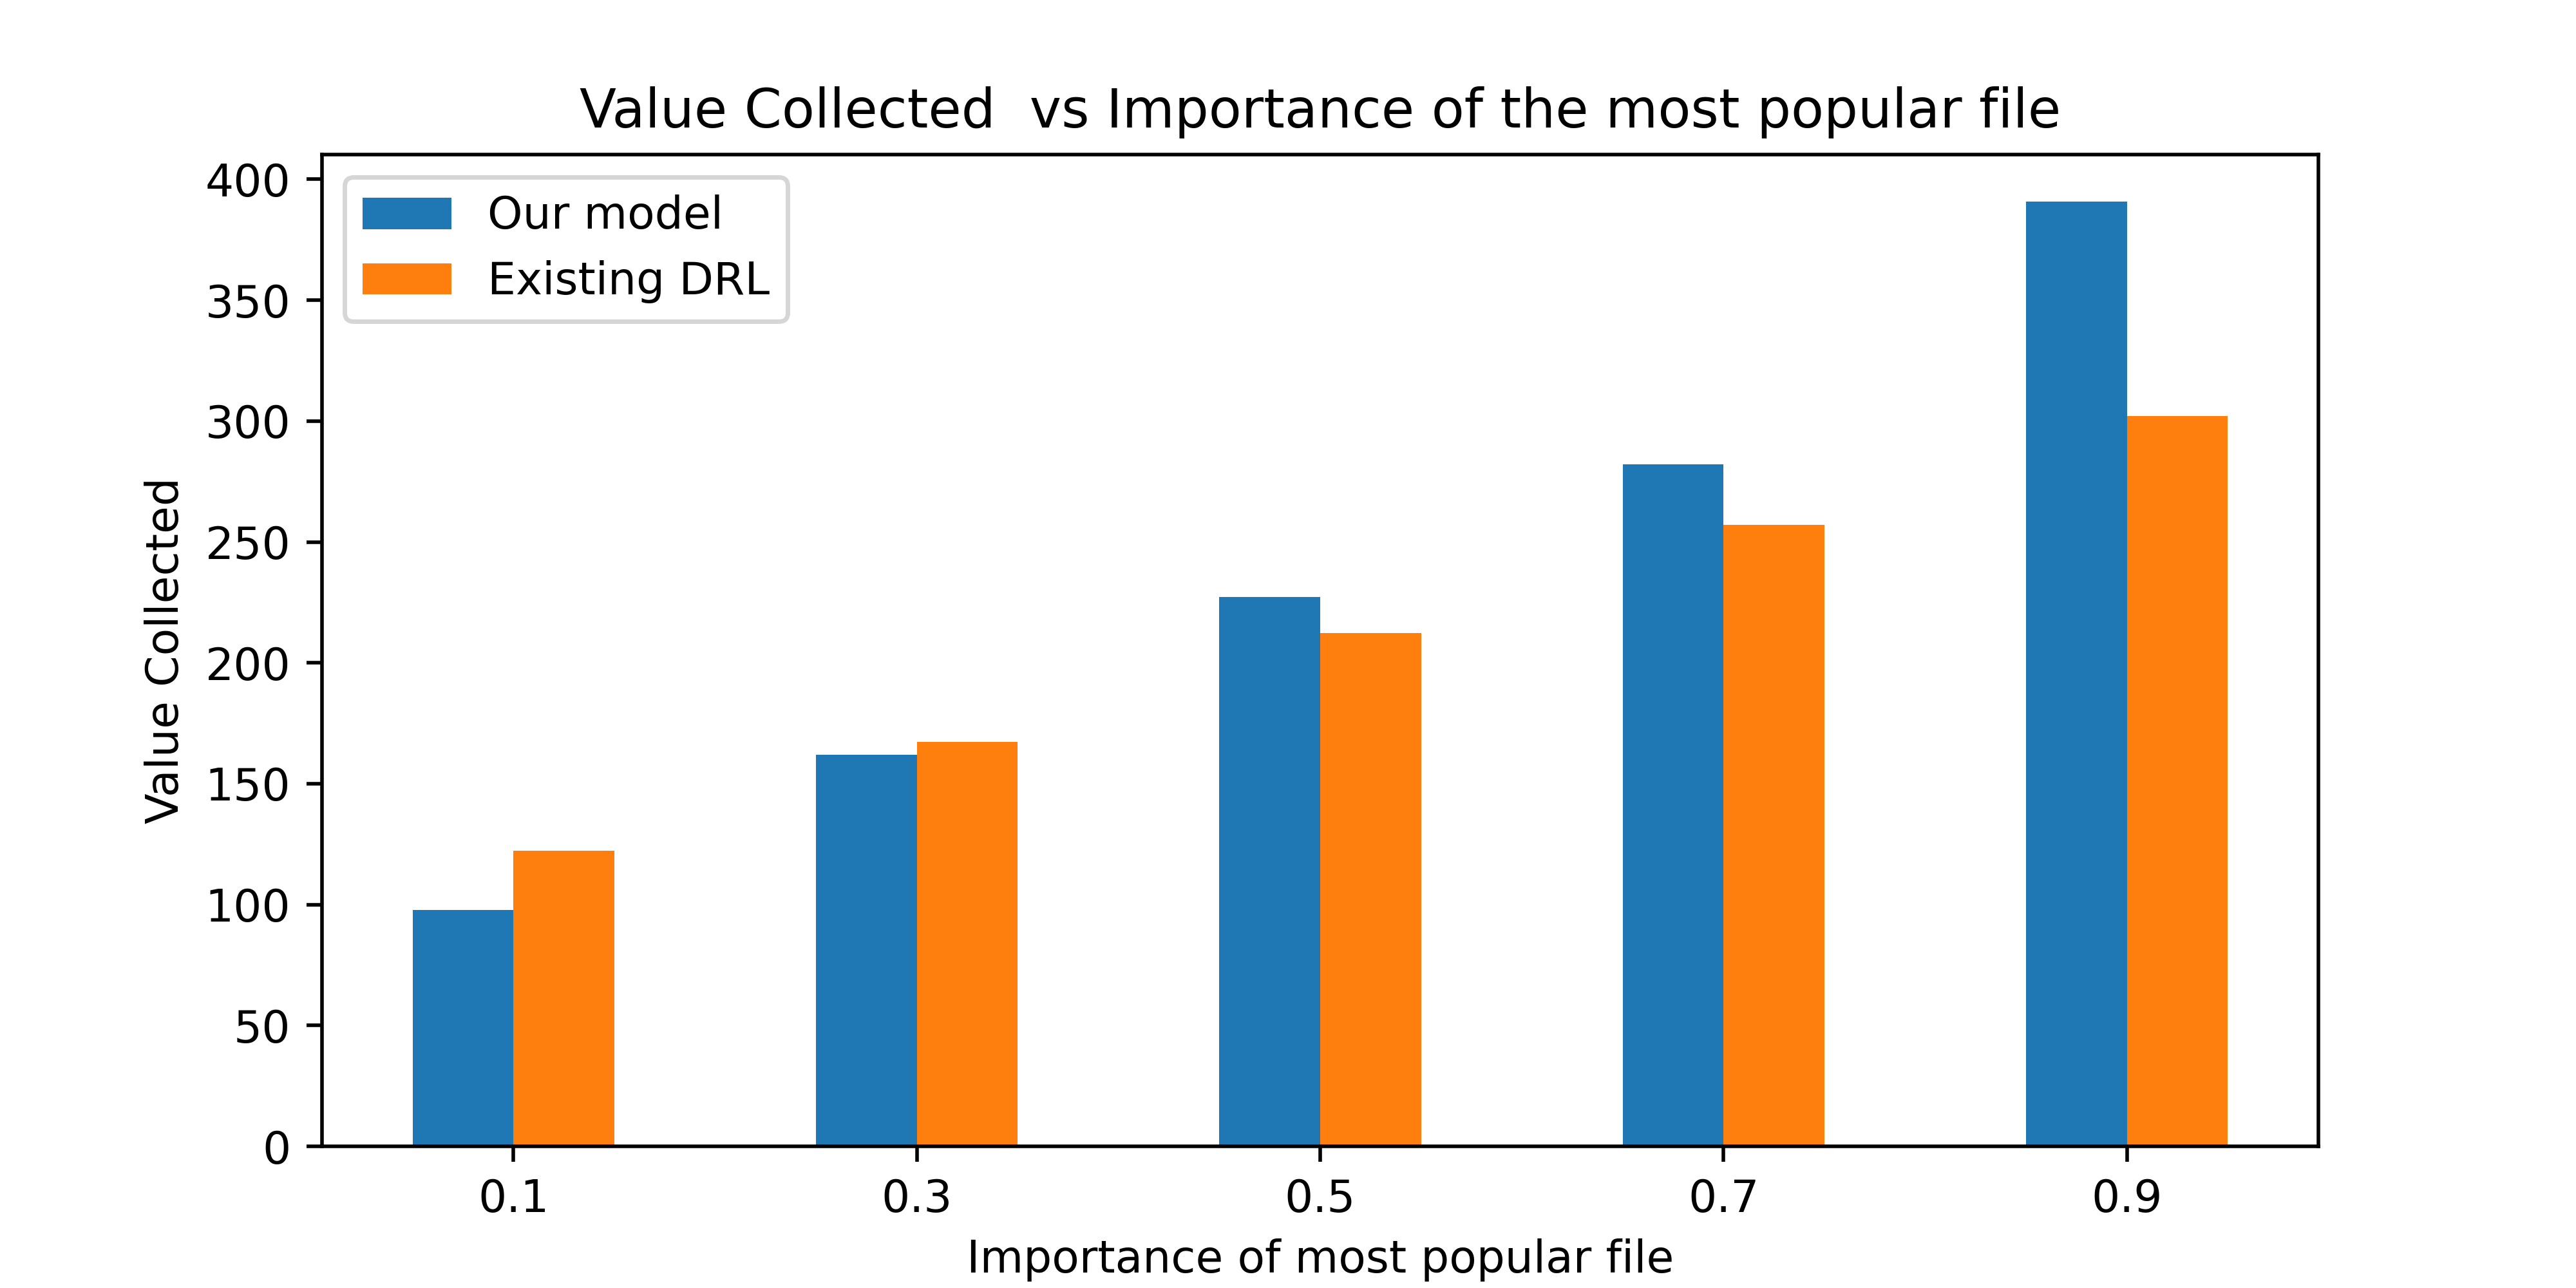 Value Collected  vs Importance of the most popular file
400
350
300
250
200
150
100
50
0
Value Collected
Our model
Existing DRL
0.1 0.3 0.5 0.7 0.9
Importance of most popular file